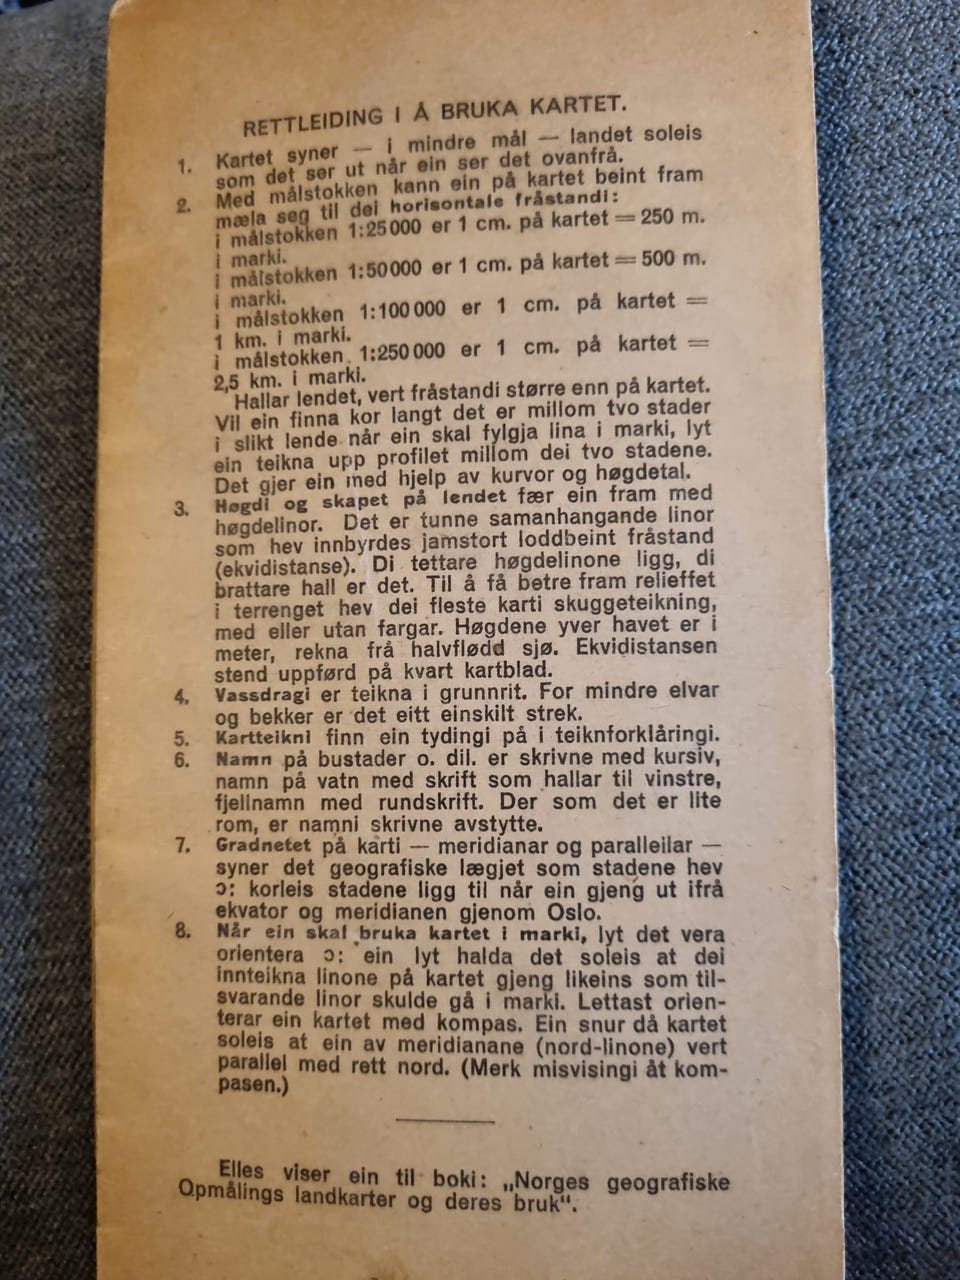 RETTLEIDING I Å BRUKA KARTET.
1. Kartet syner — i mindre mål — landet soleis
som det ser ut når ein ser det ovanfrå.
2. Med målstokken kann ein på kartet beint fram
mæla seg til dei horisontale fråstandi:
i målstokken 1:25000 er 1 cm. på kartet = 250 m.
i marki.
i målstokken 1:50000 er 1 cm. på kartet = 500 m.
i marki.
i målstokken 1:100 000 er 1 cm. på kartet =
1 km. i marki.
i målstokken 1:250 000 er 1 cm. på kartet =
2,5 km. i marki.
Hallar lendet, vert fråstandi større enn på kartet.
Vil ein finna kor langt det er millom tvo stader
i slikt lende når ein skal fylgja lina i marki, lyt
ein teikna upp profilet millom dei tvo stadene.
Det gjer ein med hjelp av kurvor og høgdetal.
3. Høgdi og skapet på lendet fær ein fram med
høgdelinor. Det er tunne samanhangande linor
som hev innbyrdes jamstort loddbeint fråstand
(ekvidistanse). Di tettare høgdelinone ligg, di
brattare hall er det. Til å få betre fram relieffet
i terrenget hev dei fleste karti skuggeteikning,
med eller utan fargar. Høgdene yver havet er i
meter, rekna frå halvflødd sjø. Ekvidistansen
stend uppførd på kvart kartblad.
4. Vassdragi er teikna i grunnrit. For mindre elvar
og bekker er det eitt einskilt strek.
5. Kartteikni finn ein tydingi på i teiknforklåringi.
6. Namn på bustader o. dil. er skrivne med kursiv,
namn på vatn med skrift som hallar til vinstre,
fjellnamn med rundskrift. Der som det er lite
rom, er namni skrivne avstytte.
7. Gradnetet på karti — meridianar og paralleilar —
syner det geografiske lægjet som stadene hev
ɔ: korleis stadene ligg til når ein gjeng ut ifrå
ekvator og meridianen gjenom Oslo.
8. Når ein skal bruka kartet i marki, lyt det vera
orientera ɔ: ein lyt halda det soleis at dei
innteikna linone på kartet gjeng likeins som til-
svarande linor skulde gå i marki. Lettast orien-
terar ein kartet med kompas. Ein snur då kartet
soleis at ein av meridianane (nord-linone) vert
parallel med rett nord. (Merk misvisingi åt kom-
pasen.)
Elles viser ein til boki: „Norges geografiske
Opmålings landkarter og deres bruk".